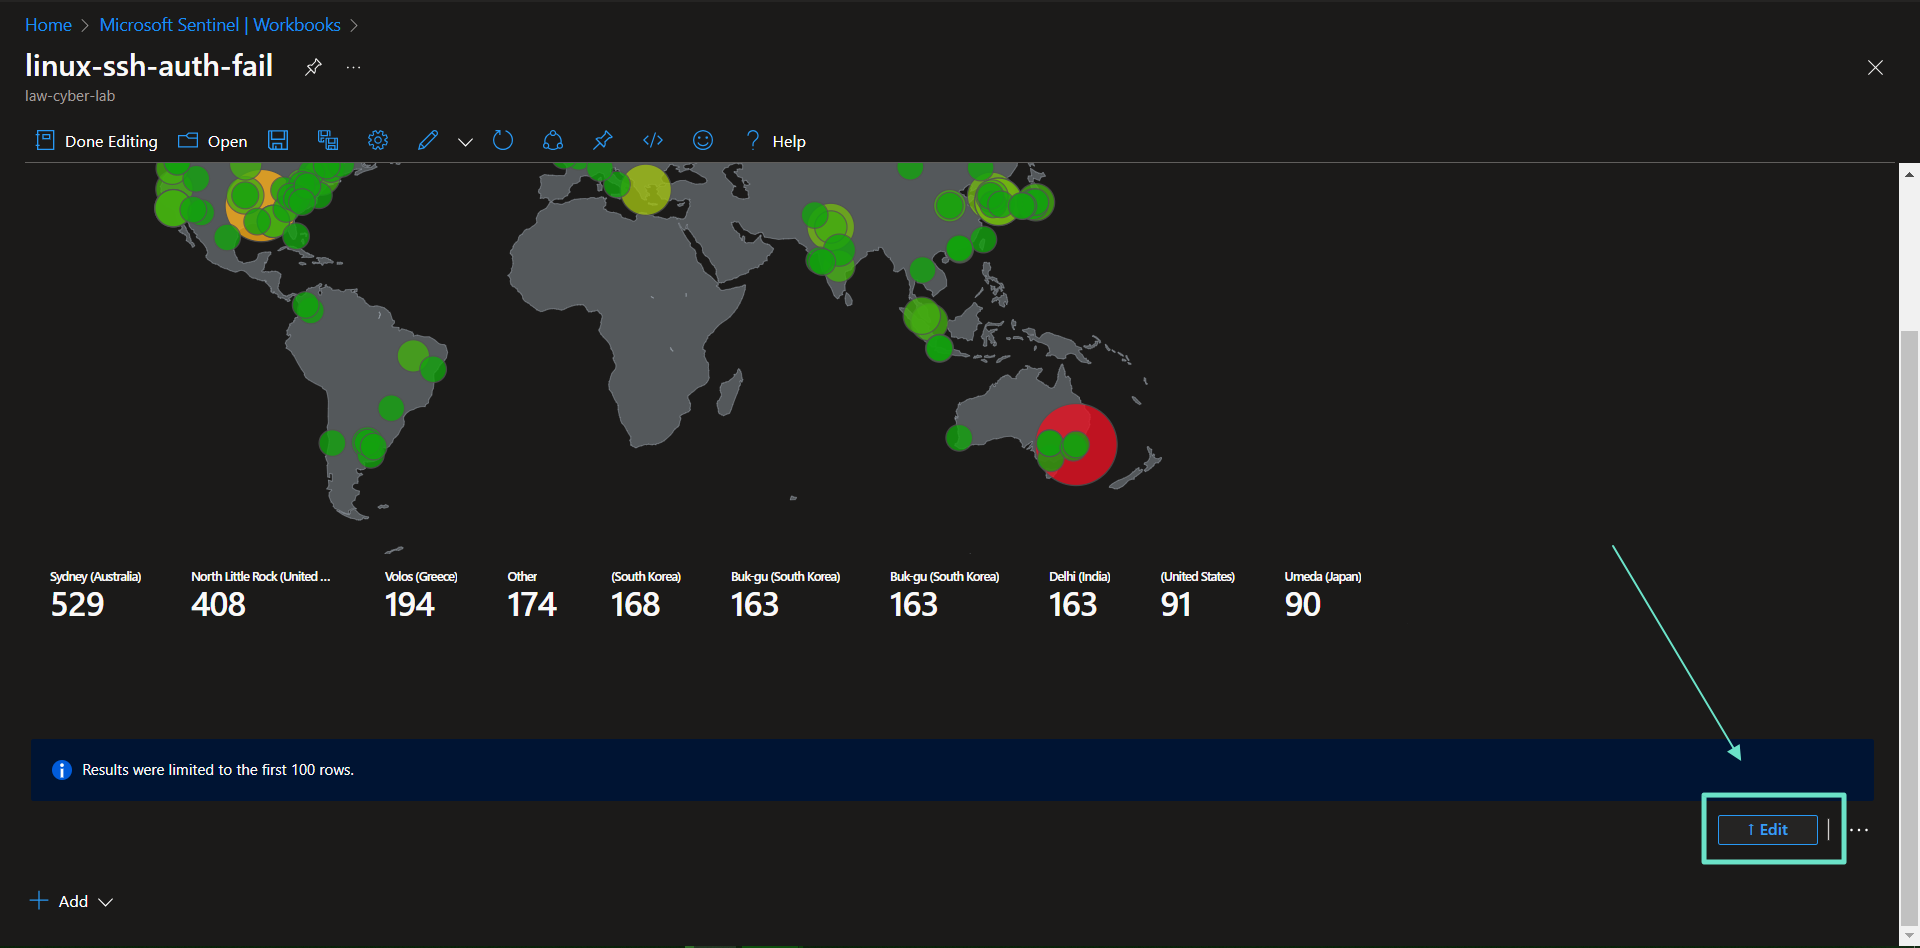 Home > Microsoft Sentinel | Workbooks >
linux-ssh-auth-fail ...
law-cyber-lab
Done Editing Open </> ? Help
Sydney (Australia) North Little Rock (United ... Volos (Greece) Other (South Korea) Buk-gu (South Korea) Buk-gu (South Korea) Delhi (India) (United States) Umeda (Japan)
529 408 194 174 168 163 163 163 91 90
Results were limited to the first 100 rows.
↑ Edit | ...
+ Add